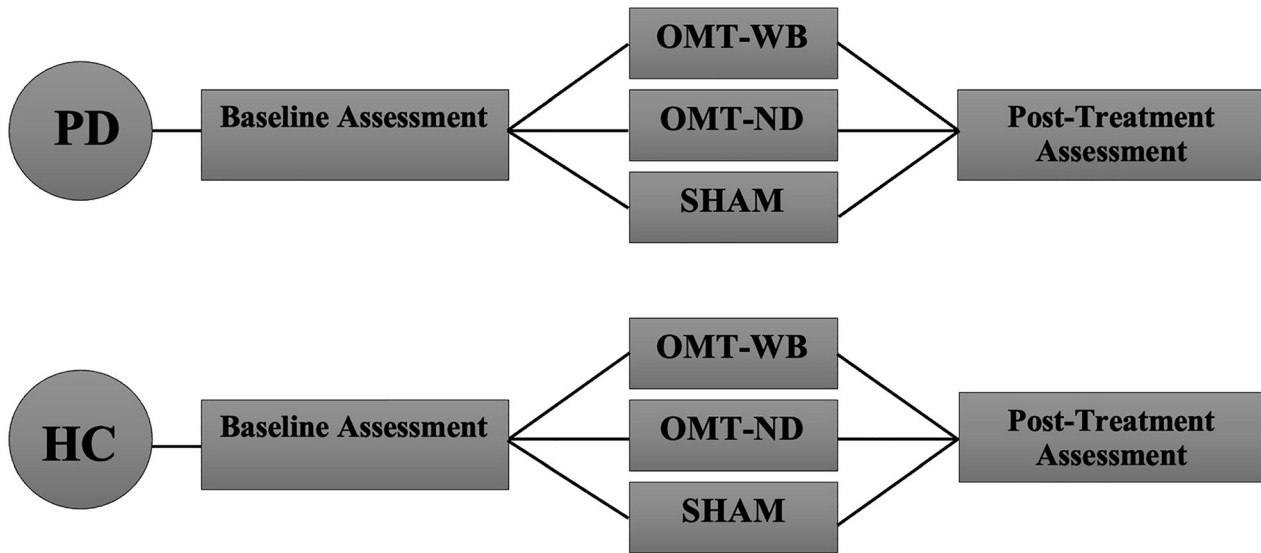 PD
Baseline Assessment
OMT-WB
OMT-ND
SHAM
Post-Treatment
Assessment
HC
Baseline Assessment
OMT-WB
OMT-ND
SHAM
Post-Treatment
Assessment